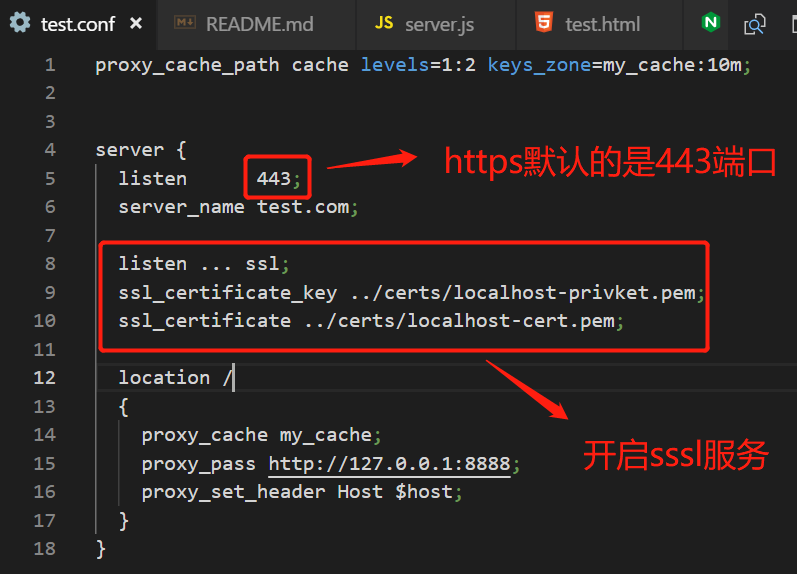 test.conf × README.md JS server.js test.html
1 proxy_cache_path cache levels=1:2 keys_zone=my_cache:10m;
2
3
4 server {
5 listen 443; https默认的是443端口
6 server_name test.com;
7
8 listen ... ssl;
9 ssl_certificate_key ../certs/localhost-privket.pem;
10 ssl_certificate ../certs/localhost-cert.pem;
11
12 location /
13 {
14 proxy_cache my_cache;
15 proxy_pass http://127.0.0.1:8888; 开启sssl服务
16 proxy_set_header Host $host;
17 }
18 }